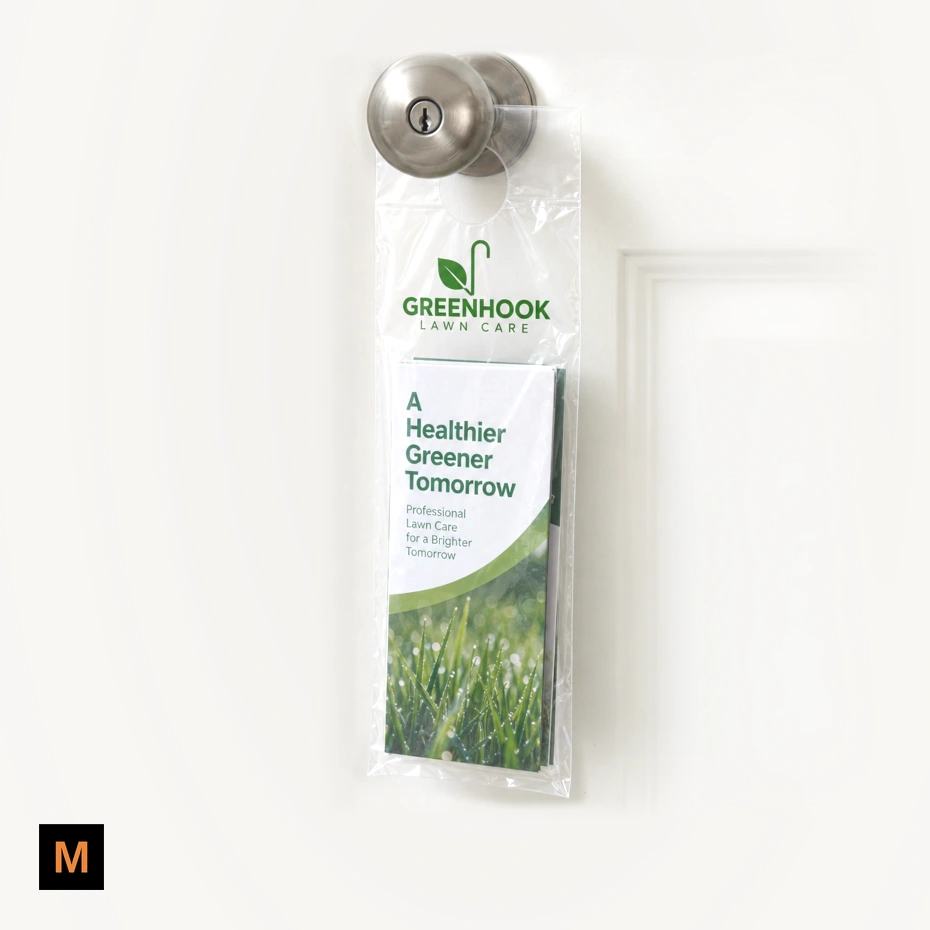 GREENHOOK
LAWN CARE
A
Healthier
Greener
Tomorrow
Professional
Lawn Care
for a Brighter
Tomorrow
M